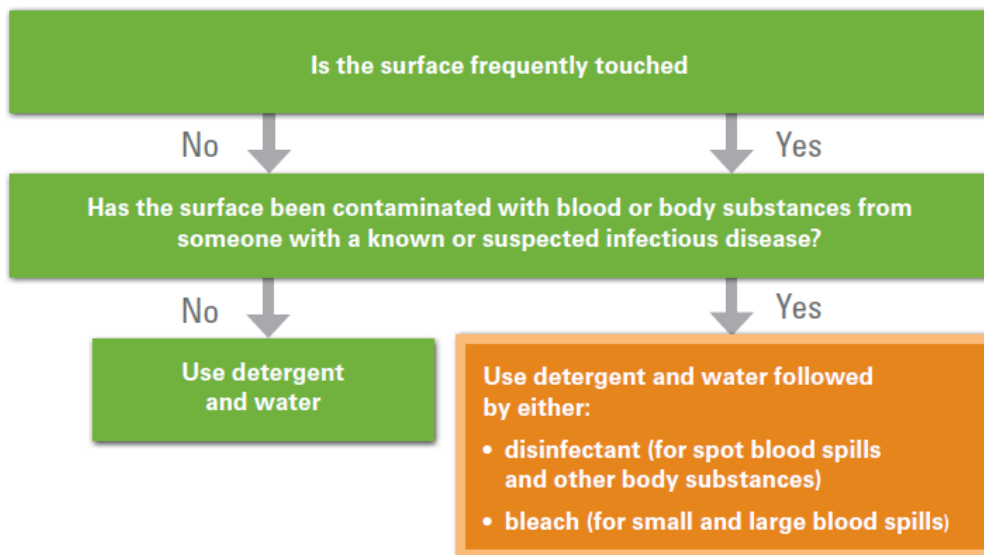 Is the surface frequently touched
No
Yes
Has the surface been contaminated with blood or body substances from
someone with a known or suspected infectious disease?
No
Yes
Use detergent
and water
Use detergent and water followed
by either:
• disinfectant (for spot blood spills
and other body substances)
• bleach (for small and large blood spills)